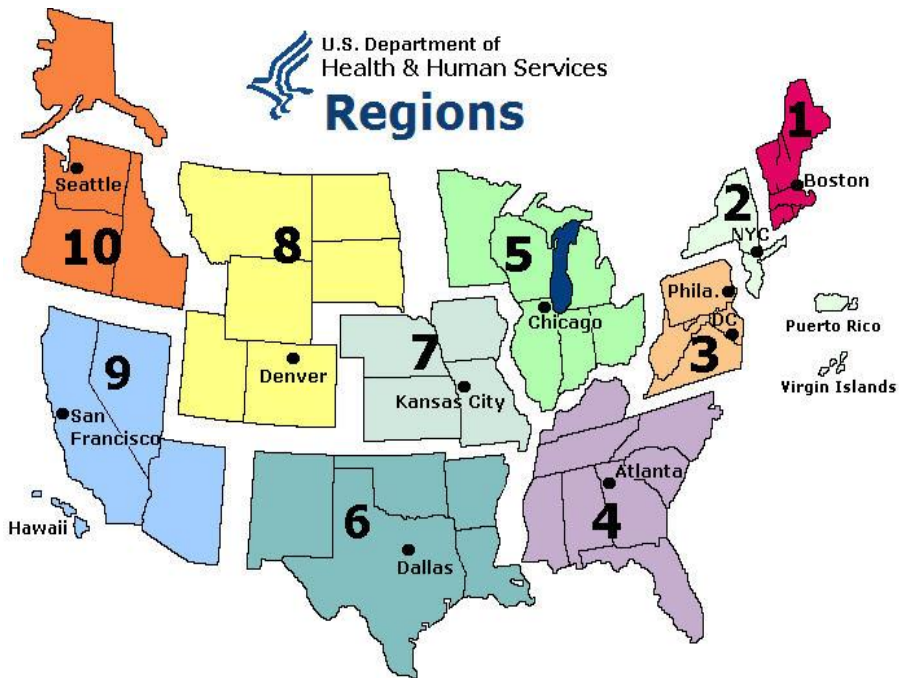 U.S. Department of
Health & Human Services
Regions
1
Boston
2
NYC
Seattle
10
8
5
Phila.
DC
3
Puerto Rico
Virgin Islands
Chicago
7
Kansas City
Denver
9
San
Francisco
Hawaii
6
Dallas
Atlanta
4